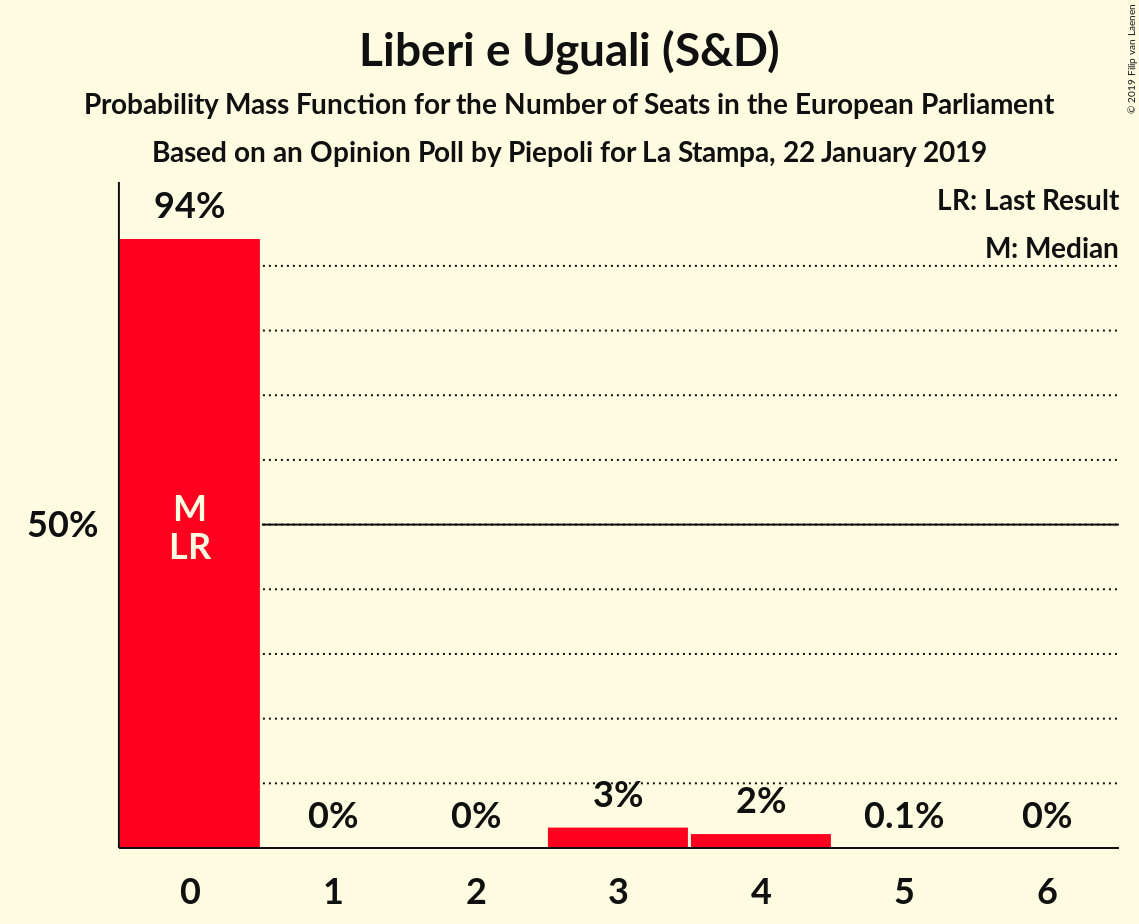 Liberi e Uguali (S&D)
Probability Mass Function for the Number of Seats in the European Parliament
Based on an Opinion Poll by Piepoli for La Stampa, 22 January 2019
© 2019 Filip van Laenen
LR: Last Result
M: Median
94%
50%
M
LR
0%
0%
3%
2%
0.1%
0%
0
1
2
3
4
5
6